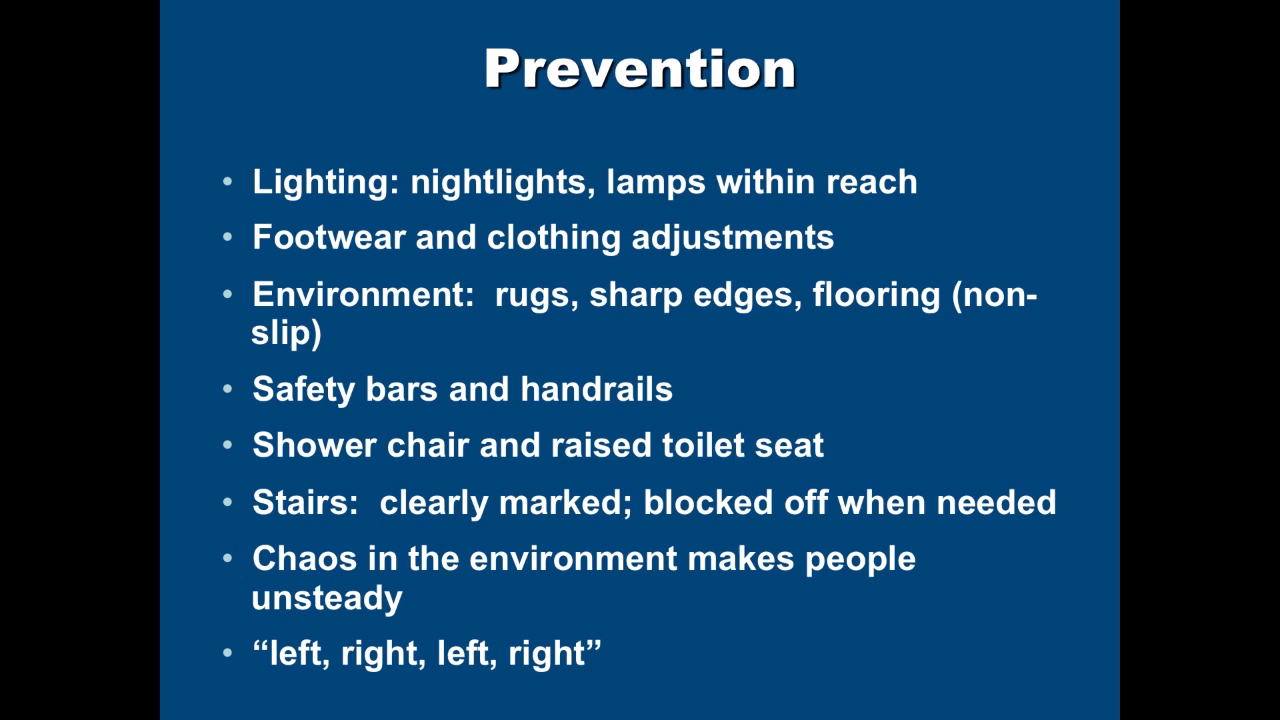 Prevention
• Lighting: nightlights, lamps within reach
• Footwear and clothing adjustments
• Environment:  rugs, sharp edges, flooring (non-
slip)
• Safety bars and handrails
• Shower chair and raised toilet seat
• Stairs:  clearly marked; blocked off when needed
• Chaos in the environment makes people
unsteady
• “left, right, left, right”